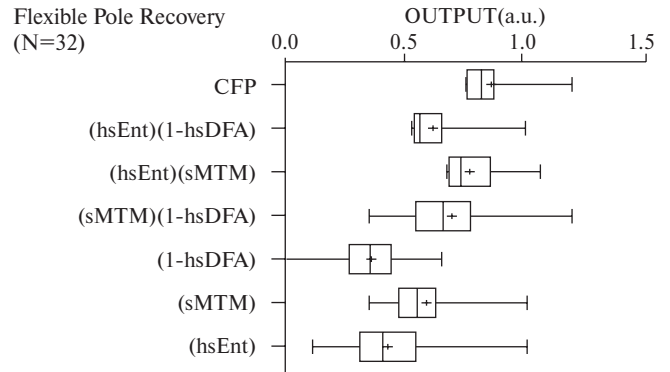 Flexible Pole Recovery
(N=32)
OUTPUT(a.u.)
0.0 0.5 1.0 1.5
CFP
(hsEnt)(1-hsDFA)
(hsEnt)(sMTM)
(sMTM)(1-hsDFA)
(1-hsDFA)
(sMTM)
(hsEnt)